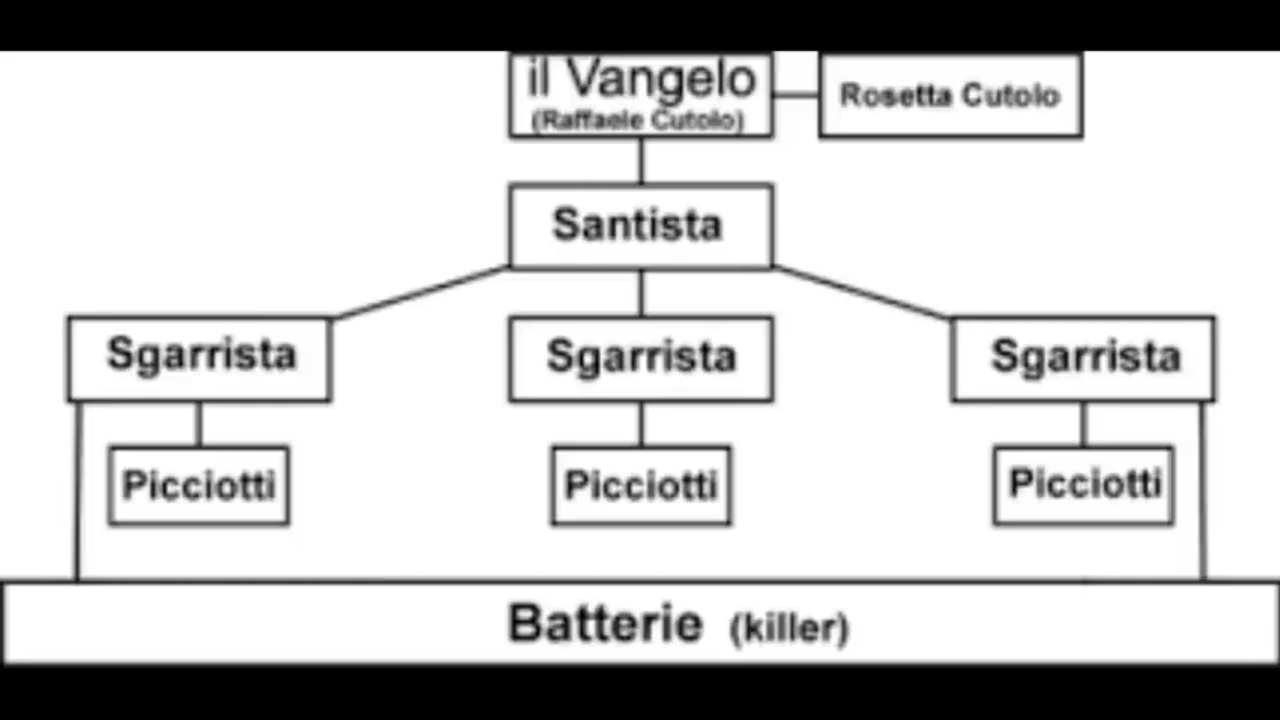 il Vangelo
(Raffaele Cutolo)
Rosetta Cutolo
Santista
Sgarrista
Sgarrista
Sgarrista
Picciotti
Picciotti
Picciotti
Batterie (killer)